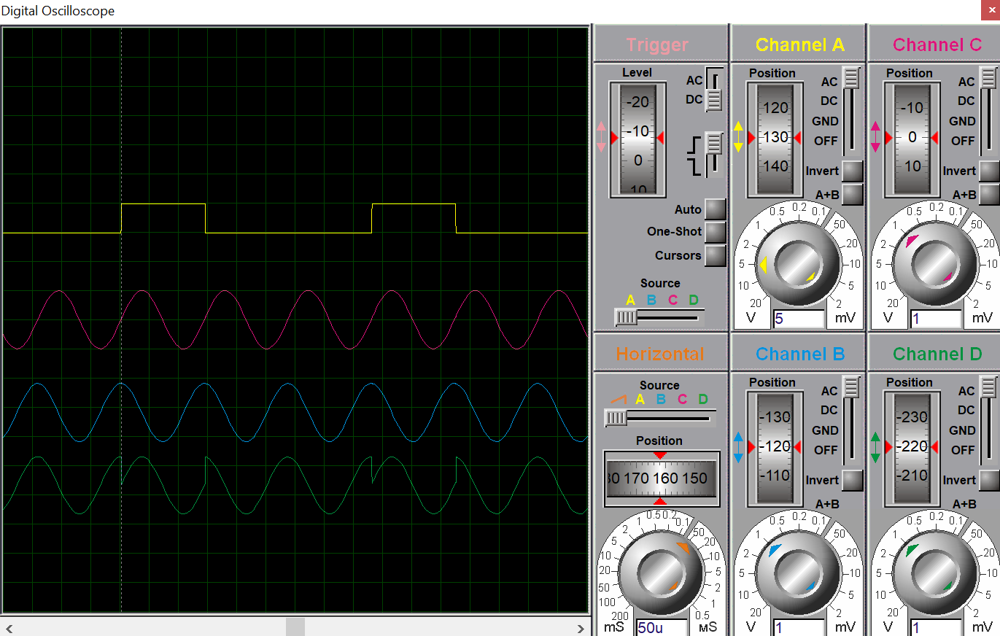 Digital Oscilloscope
Trigger
Level
-20
-10
0
10
AC
DC
Auto
One-Shot
Cursors
Source
A B C D
Channel A
Position
120
130
140
AC
DC
GND
OFF
Invert
A+B
20 10 5 2 1 0.5 0.2 0.1 50 20 10 5 2
V 5 mV
Channel C
Position
-10
0
10
AC
DC
GND
OFF
Invert
A+B
20 10 5 2 1 0.5 0.2 0.1 50 20 10 5 2
V 1 mV
Horizontal
Source
A B C D
Position
170 160 150
200 100 50 20 10 5 2 1 0.5 0.2 0.1 50 20 10 5 2 1 0.5
mS 50u мS
Channel B
Position
-130
-120
-110
AC
DC
GND
OFF
Invert
A+B
20 10 5 2 1 0.5 0.2 0.1 50 20 10 5 2
V 1 mV
Channel D
Position
-230
-220
-210
AC
DC
GND
OFF
Invert
A+B
20 10 5 2 1 0.5 0.2 0.1 50 20 10 5 2
V 1 mV